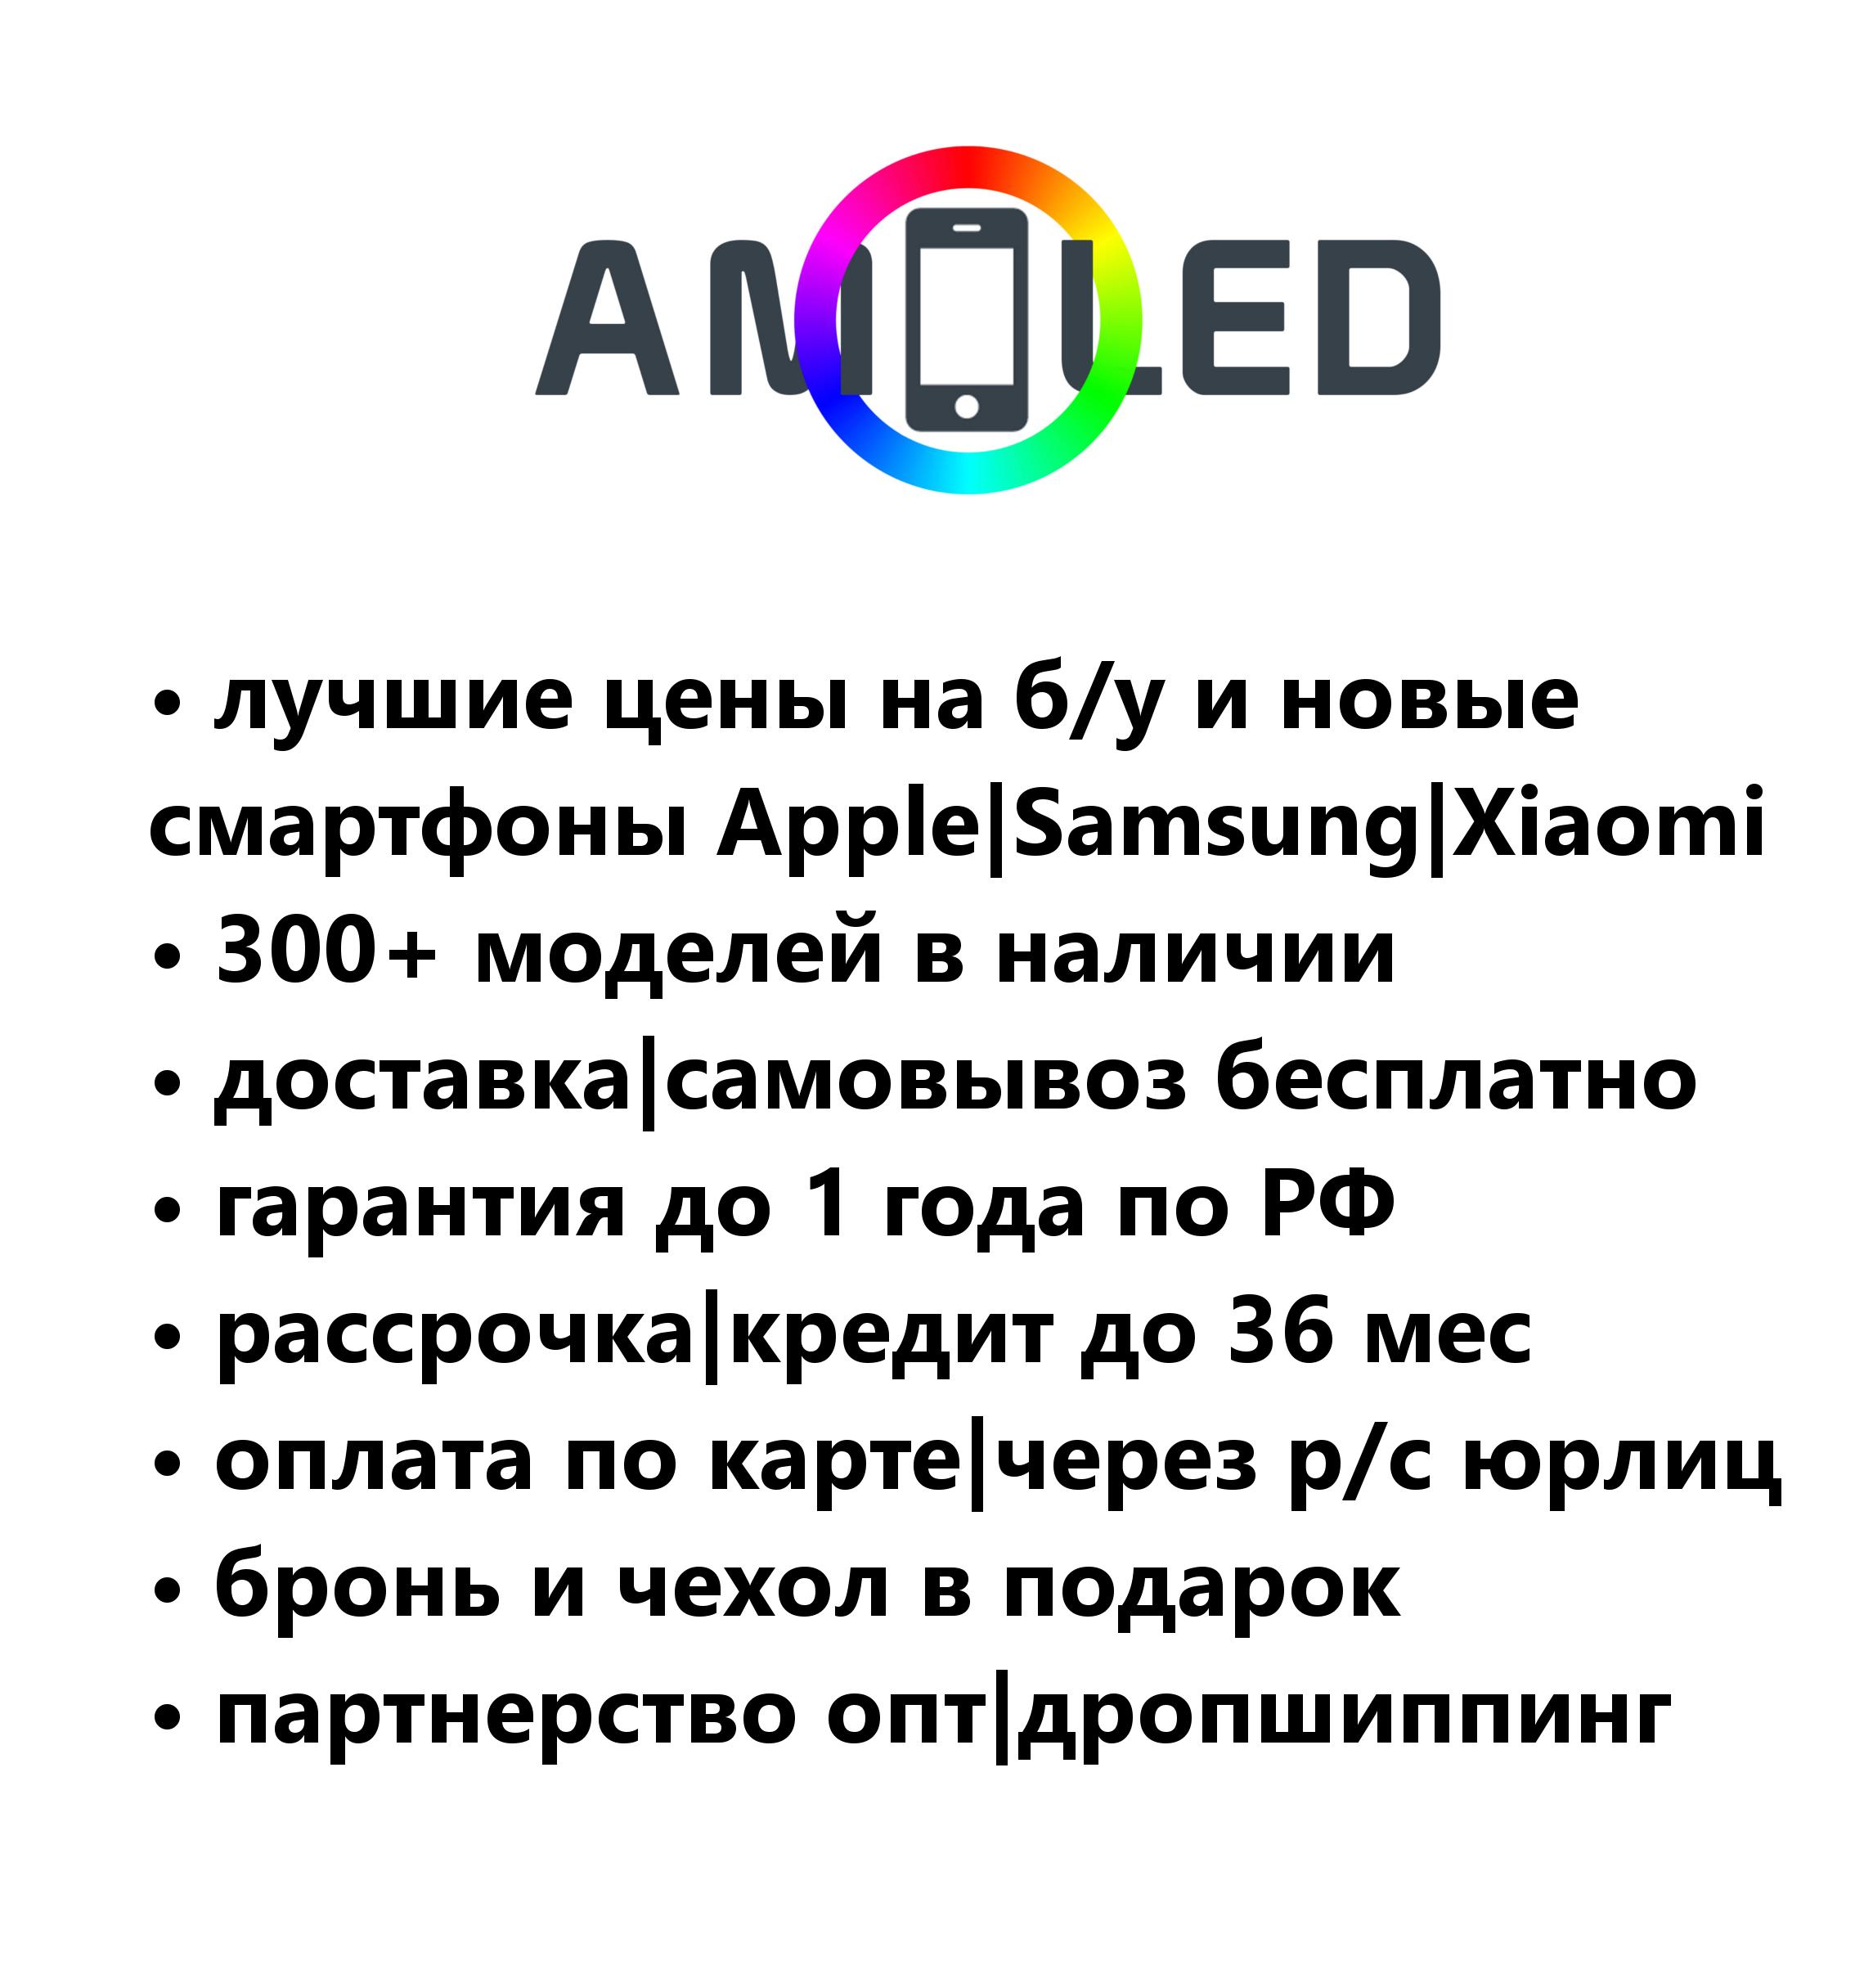 AMOLED
• лучшие цены на б/у и новые
смартфоны Apple|Samsung|Xiaomi
• 300+ моделей в наличии
• доставка|самовывоз бесплатно
• гарантия до 1 года по РФ
• рассрочка|кредит до 36 мес
• оплата по карте|через р/с юрлиц
• бронь и чехол в подарок
• партнерство опт|дропшиппинг